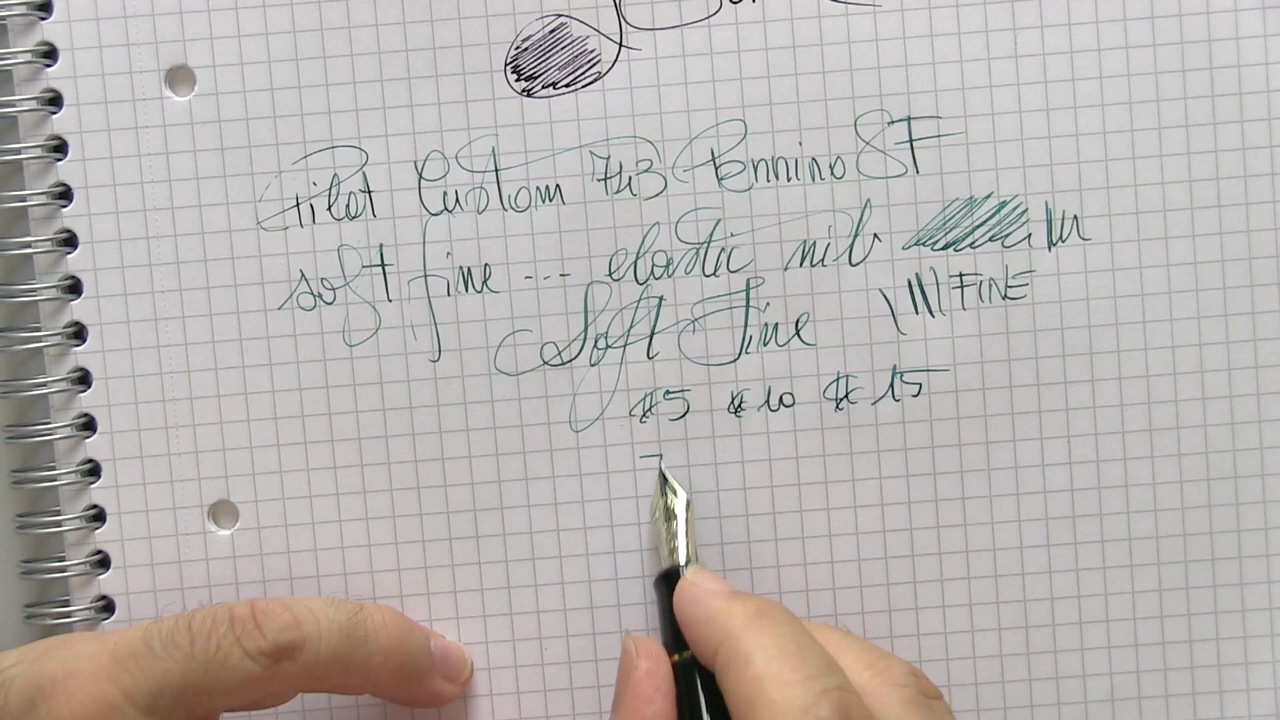 Pilot Custom 743 Pennino SF
soft fine --- elastic nib
Soft Fine FINE
#5 #10 #15